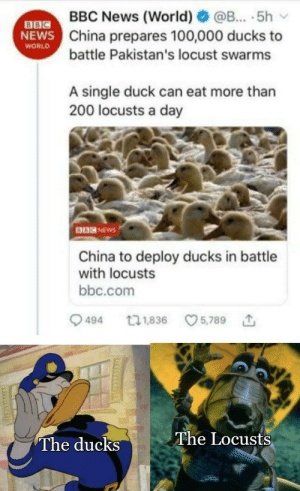 BBC News (World) @B... · 5h
BBC
NEWS
WORLD
China prepares 100,000 ducks to
battle Pakistan's locust swarms
A single duck can eat more than
200 locusts a day
BBC NEWS
China to deploy ducks in battle
with locusts
bbc.com
494 1,836 5,789
The ducks
The Locusts